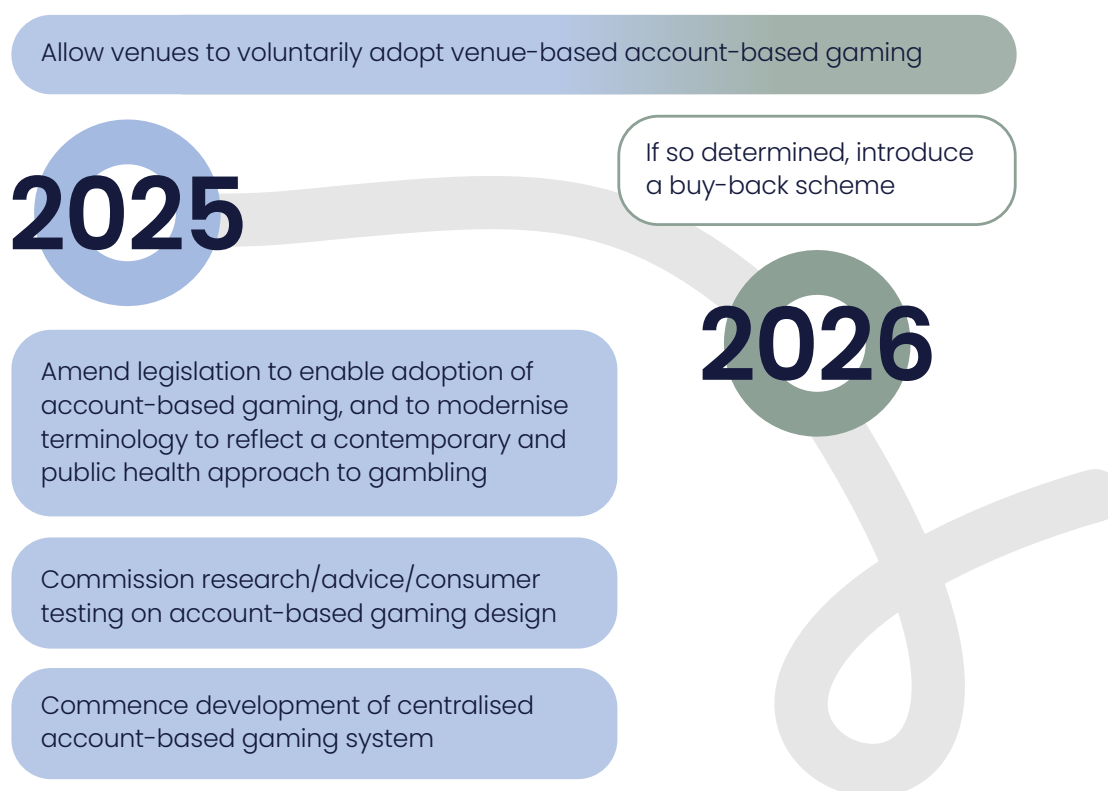 Allow venues to voluntarily adopt venue-based account-based gaming
If so determined, introduce
a buy-back scheme
2025
2026
Amend legislation to enable adoption of
account-based gaming, and to modernise
terminology to reflect a contemporary and
public health approach to gambling
Commission research/advice/consumer
testing on account-based gaming design
Commence development of centralised
account-based gaming system